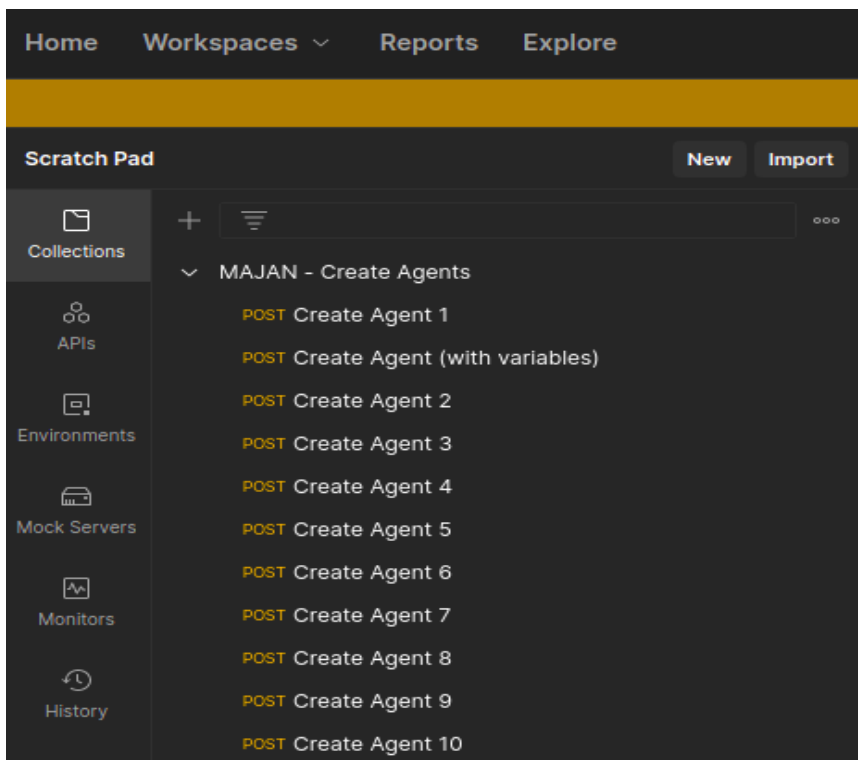 Home Workspaces Reports Explore
Scratch Pad New Import
Collections
APIs
Environments
Mock Servers
Monitors
History
MAJAN - Create Agents
POST Create Agent 1
POST Create Agent (with variables)
POST Create Agent 2
POST Create Agent 3
POST Create Agent 4
POST Create Agent 5
POST Create Agent 6
POST Create Agent 7
POST Create Agent 8
POST Create Agent 9
POST Create Agent 10